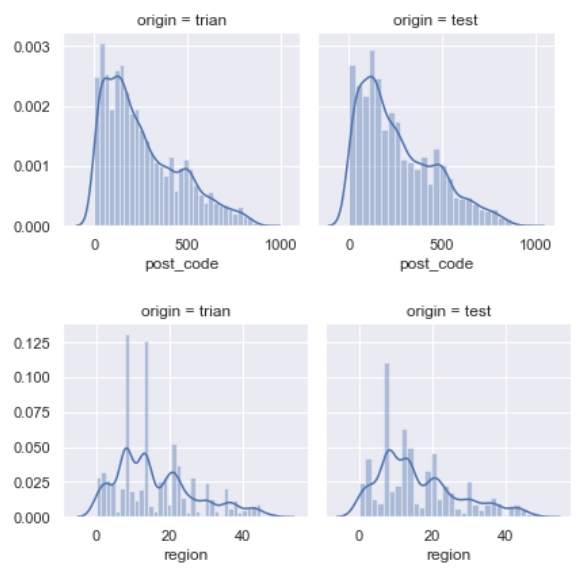 origin = trian origin = test
0.003
0.002
0.001
0.000
0 500 1000 0 500 1000
post_code post_code
origin = trian origin = test
0.125
0.100
0.075
0.050
0.025
0.000
0 20 40 0 20 40
region region